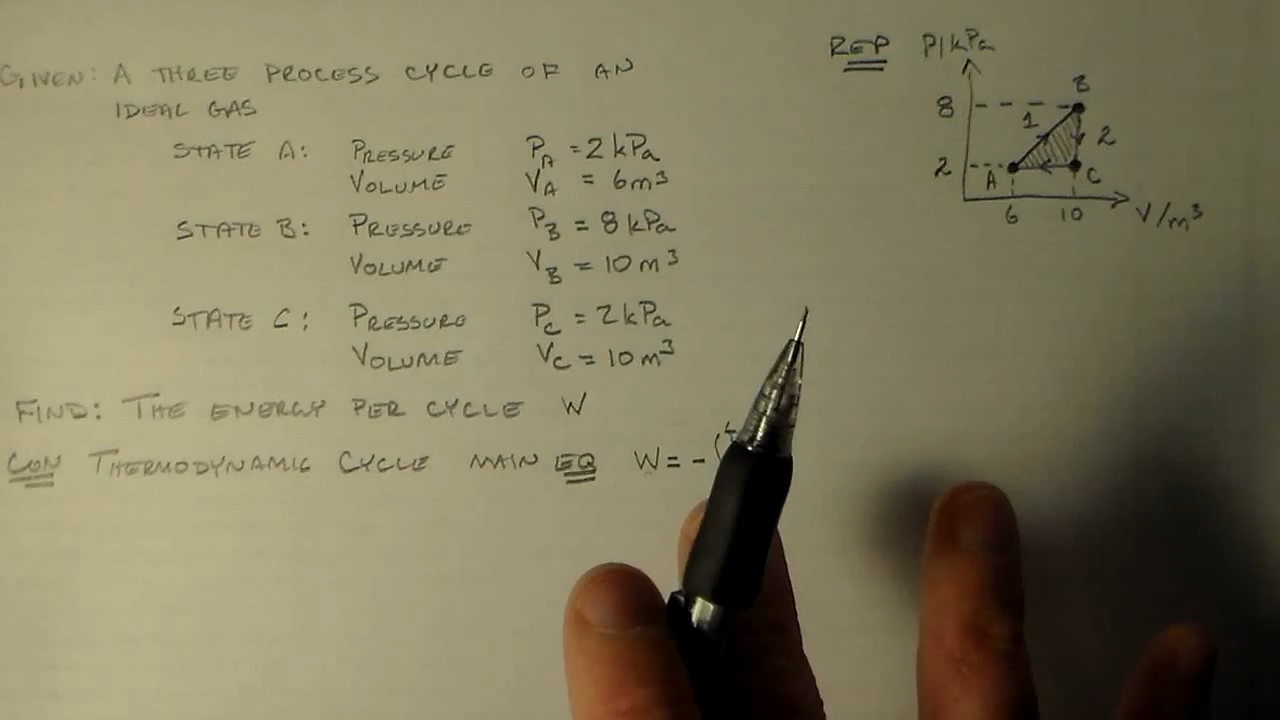 GIVEN: A THREE PROCESS CYCLE OF AN
IDEAL GAS
STATE A: PRESSURE P_A = 2 kPa
VOLUME V_A = 6m³
STATE B: PRESSURE P_B = 8 kPa
VOLUME V_B = 10 m³
STATE C: PRESSURE P_C = 2 kPa
VOLUME V_C = 10 m³
FIND: THE ENERGY PER CYCLE W
CON THERMODYNAMIC CYCLE MAIN EQ W = -
REP P/kPa
B
8
1
2
2
A
C
6
10
V/m³